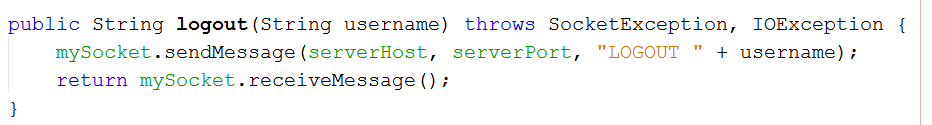 public String logout(String username) throws SocketException, IOException {
    mySocket.sendMessage(serverHost, serverPort, "LOGOUT " + username);
    return mySocket.receiveMessage();
}